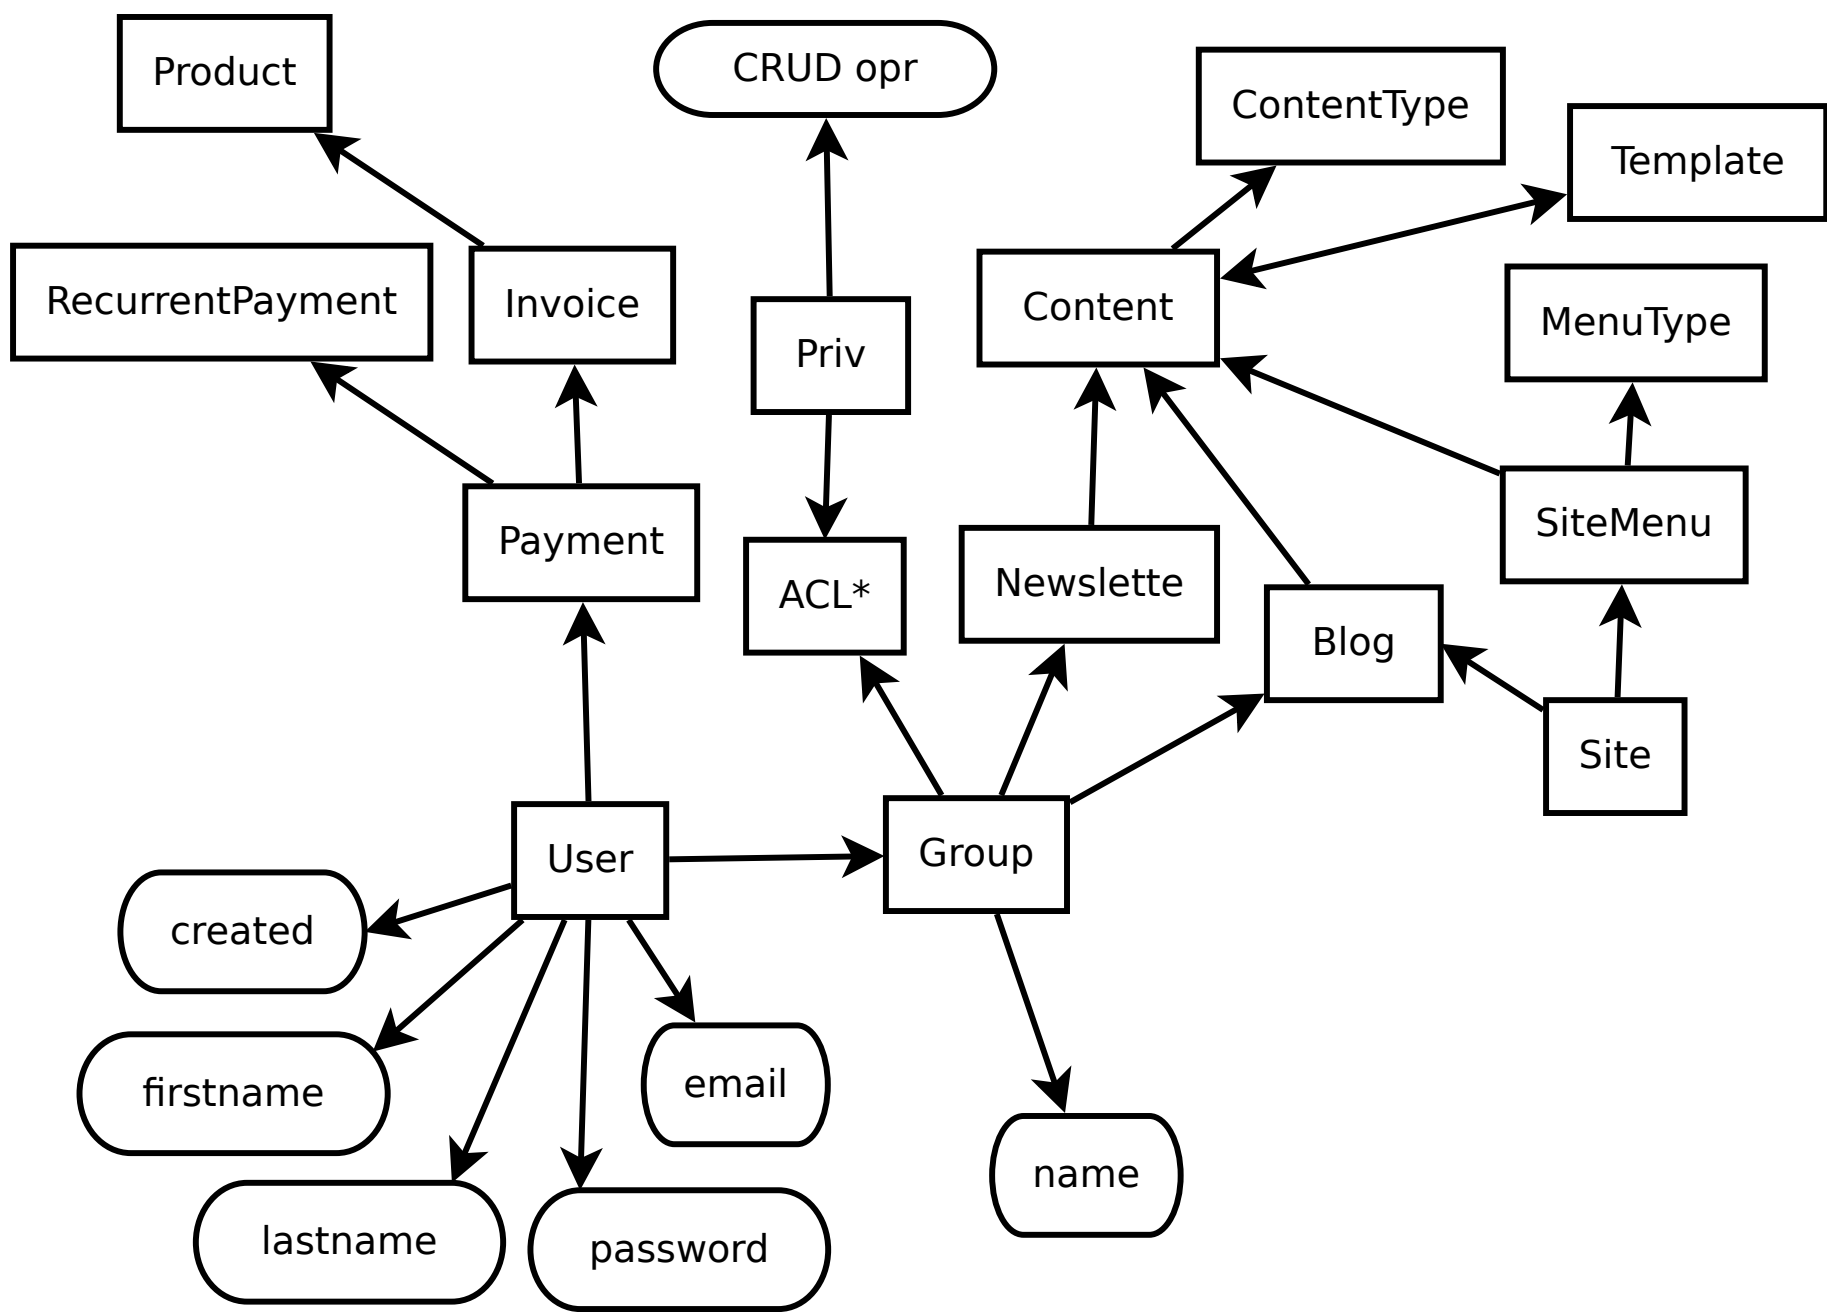 Product
CRUD opr
ContentType
Template
RecurrentPayment
Invoice
Priv
Content
MenuType
Payment
ACL*
Newslette
SiteMenu
Blog
Site
User
Group
created
firstname
email
name
lastname
password